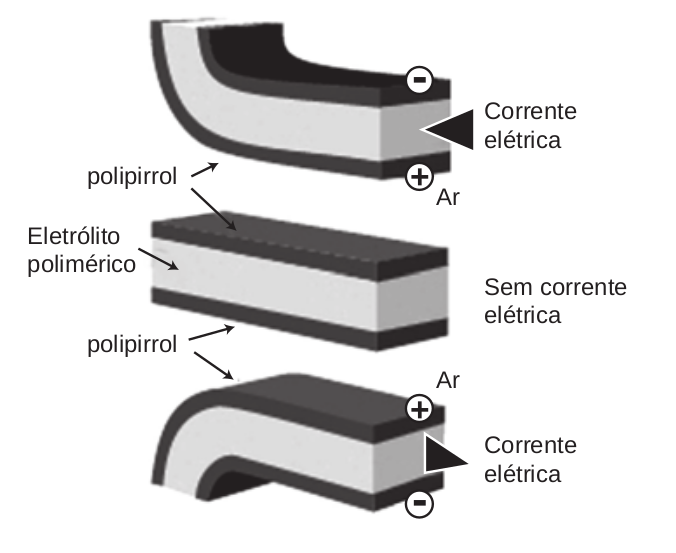 -
Corrente
elétrica
+
Ar
polipirrol
Eletrólito
polimérico
Sem corrente
elétrica
polipirrol
Ar
+
Corrente
elétrica
-